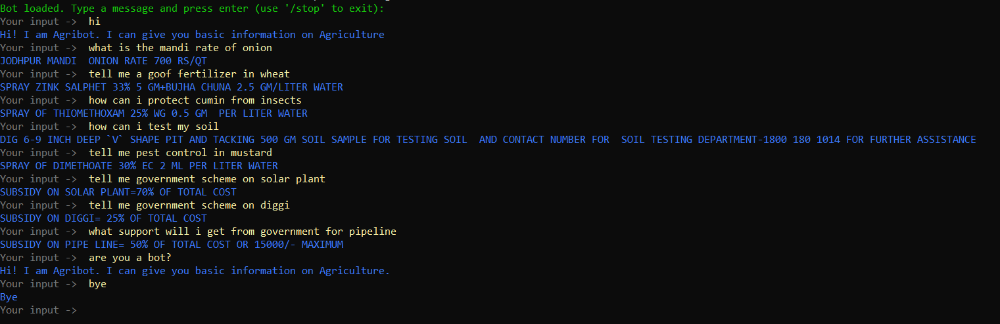 Bot loaded. Type a message and press enter (use '/stop' to exit):
Your input -> hi
Hi! I am Agribot. I can give you basic information on Agriculture
Your input -> what is the mandi rate of onion
JODHPUR MANDI  ONION RATE 700 RS/QT
Your input -> tell me a goof fertilizer in wheat
SPRAY ZINK SALPHET 33% 5 GM+BUJHA CHUNA 2.5 GM/LITER WATER
Your input -> how can i protect cumin from insects
SPRAY OF THIOMETHOXAM 25% WG 0.5 GM  PER LITER WATER
Your input -> how can i test my soil
DIG 6-9 INCH DEEP `V` SHAPE PIT AND TACKING 500 GM SOIL SAMPLE FOR TESTING SOIL  AND CONTACT NUMBER FOR  SOIL TESTING DEPARTMENT-1800 180 1014 FOR FURTHER ASSISTANCE
Your input -> tell me pest control in mustard
SPRAY OF DIMETHOATE 30% EC 2 ML PER LITER WATER
Your input -> tell me government scheme on solar plant
SUBSIDY ON SOLAR PLANT=70% OF TOTAL COST
Your input -> tell me government scheme on diggi
SUBSIDY ON DIGGI= 25% OF TOTAL COST
Your input -> what support will i get from government for pipeline
SUBSIDY ON PIPE LINE= 50% OF TOTAL COST OR 15000/- MAXIMUM
Your input -> are you a bot?
Hi! I am Agribot. I can give you basic information on Agriculture.
Your input -> bye
Bye
Your input ->